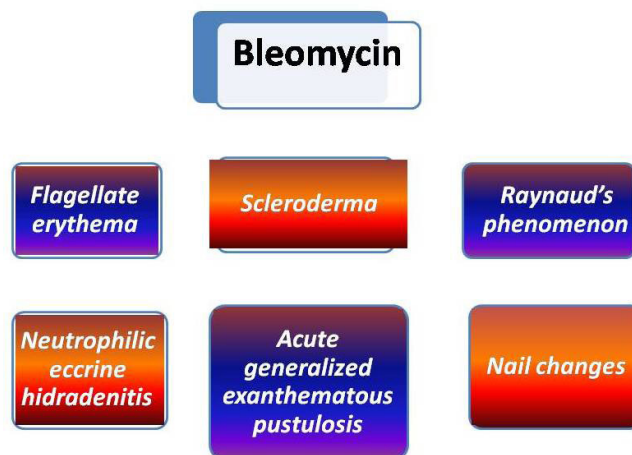 Bleomycin
Flagellate
erythema
Scleroderma
Raynaud's
phenomenon
Neutrophilic
eccrine
hidradenitis
Acute
generalized
exanthematous
pustulosis
Nail changes